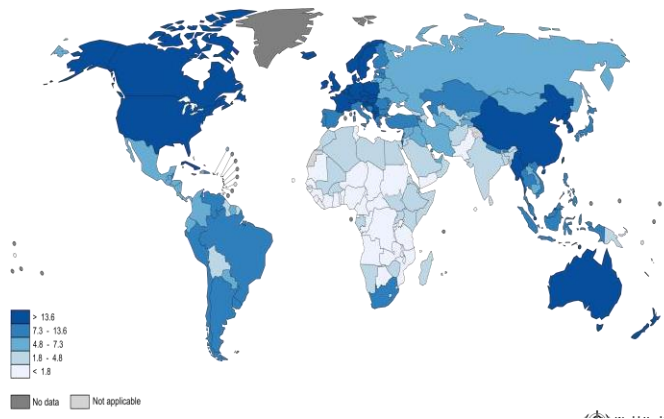 > 13.6
7.3 - 13.6
4.8 - 7.3
1.8 - 4.8
< 1.8
No data
Not applicable